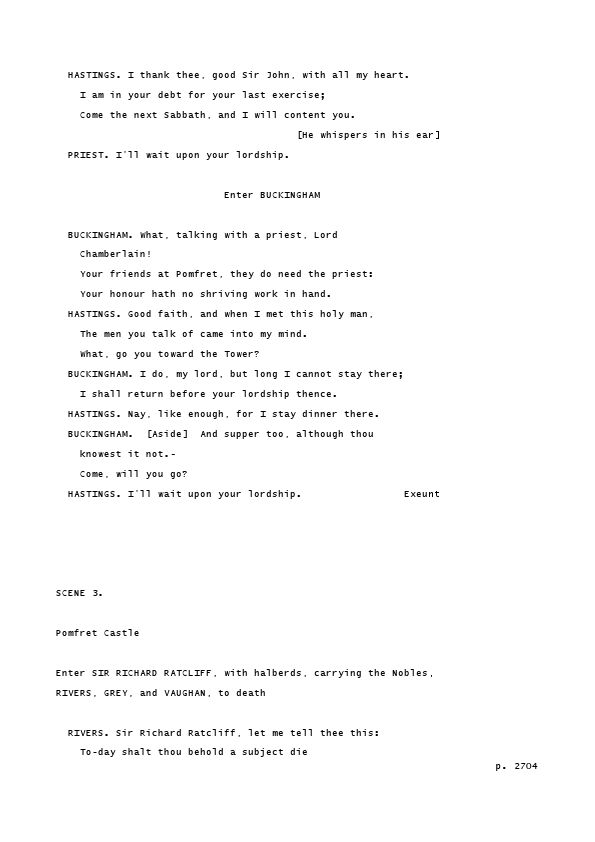 HASTINGS. I thank thee, good Sir John, with all my heart.
I am in your debt for your last exercise;
Come the next Sabbath, and I will content you.
[He whispers in his ear]
PRIEST. I'll wait upon your lordship.
Enter BUCKINGHAM
BUCKINGHAM. What, talking with a priest, Lord
Chamberlain!
Your friends at Pomfret, they do need the priest:
Your honour hath no shriving work in hand.
HASTINGS. Good faith, and when I met this holy man,
The men you talk of came into my mind.
What, go you toward the Tower?
BUCKINGHAM. I do, my lord, but long I cannot stay there;
I shall return before your lordship thence.
HASTINGS. Nay, like enough, for I stay dinner there.
BUCKINGHAM.  [Aside]  And supper too, although thou
knowest it not.-
Come, will you go?
HASTINGS. I'll wait upon your lordship.                 Exeunt
SCENE 3.
Pomfret Castle
Enter SIR RICHARD RATCLIFF, with halberds, carrying the Nobles,
RIVERS, GREY, and VAUGHAN, to death
RIVERS. Sir Richard Ratcliff, let me tell thee this:
To-day shalt thou behold a subject die
p. 2704